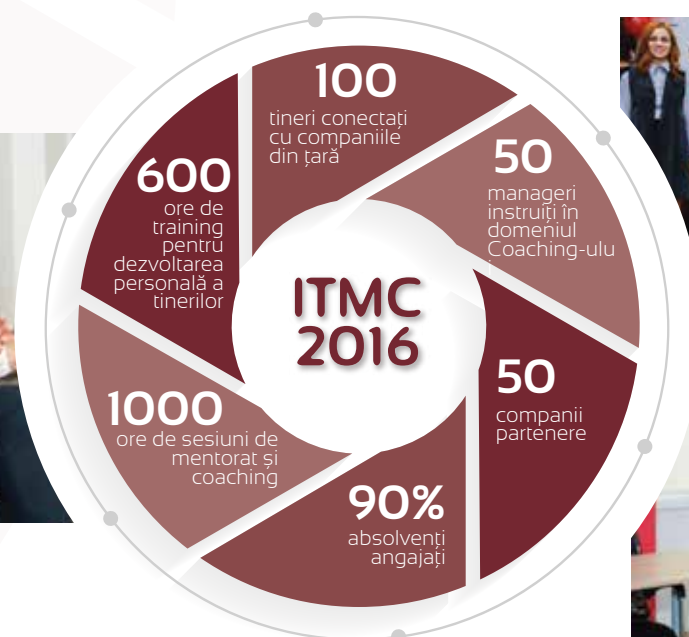 100
tineri conectați
cu companiile
din țară
50
manageri
instruiți în
domeniul
Coaching-ulu
i
50
companii
partenere
90%
absolvenți
angajați
1000
ore de sesiuni de
mentorat și
coaching
600
ore de
training
pentru
dezvoltarea
personală a
tinerilor
ITMC
2016